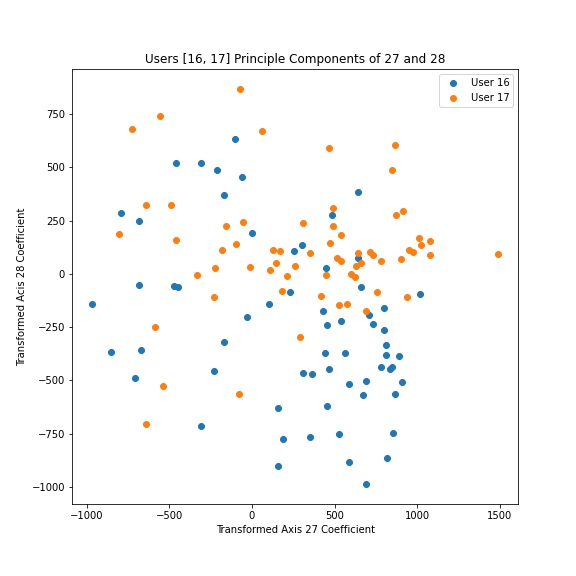 Users [16, 17] Principle Components of 27 and 28
User 16
User 17
750
500
250
0
−250
−500
−750
−1000
Transformed Acis 28 Coefficient
−1000 −500 0 500 1000 1500
Transformed Axis 27 Coefficient